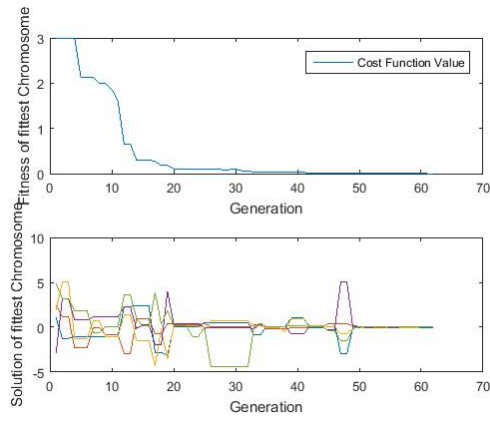 Fitness of fittest Chromosome
3
2
1
0
Cost Function Value
0 10 20 30 40 50 60 70
Generation
Solution of fittest Chromosome
10
5
0
-5
0 10 20 30 40 50 60 70
Generation